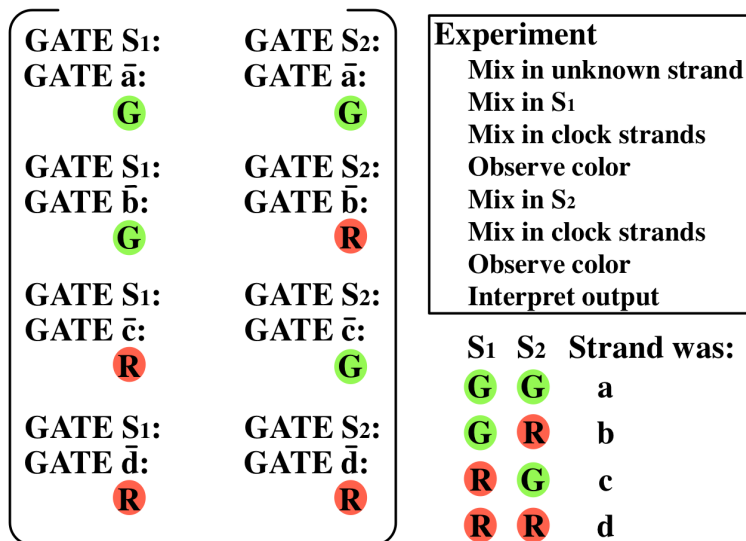 GATE S1: GATE S2:
GATE ā: GATE ā:
G G
GATE S1: GATE S2:
GATE b̄: GATE b̄:
G R
GATE S1: GATE S2:
GATE c̄: GATE c̄:
R G
GATE S1: GATE S2:
GATE d̄: GATE d̄:
R R
Experiment
Mix in unknown strand
Mix in S1
Mix in clock strands
Observe color
Mix in S2
Mix in clock strands
Observe color
Interpret output
S1 S2 Strand was:
G G a
G R b
R G c
R R d